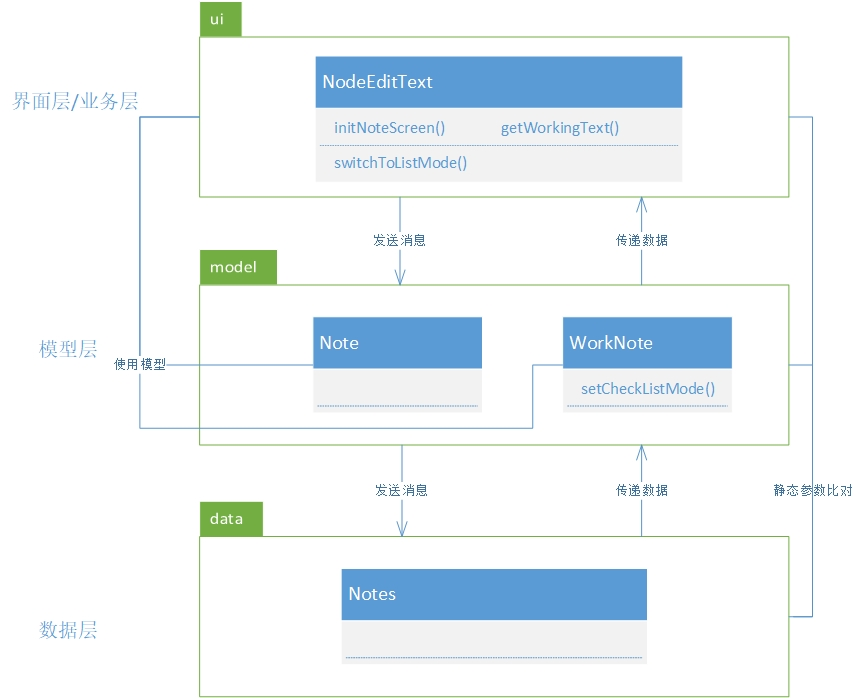 ui
界面层/业务层
NodeEditText
initNoteScreen() getWorkingText()
switchToListMode()
发送消息 传递数据
model
模型层
Note WorkNote
使用模型
setCheckListMode()
发送消息 传递数据 静态参数比对
data
Notes
数据层